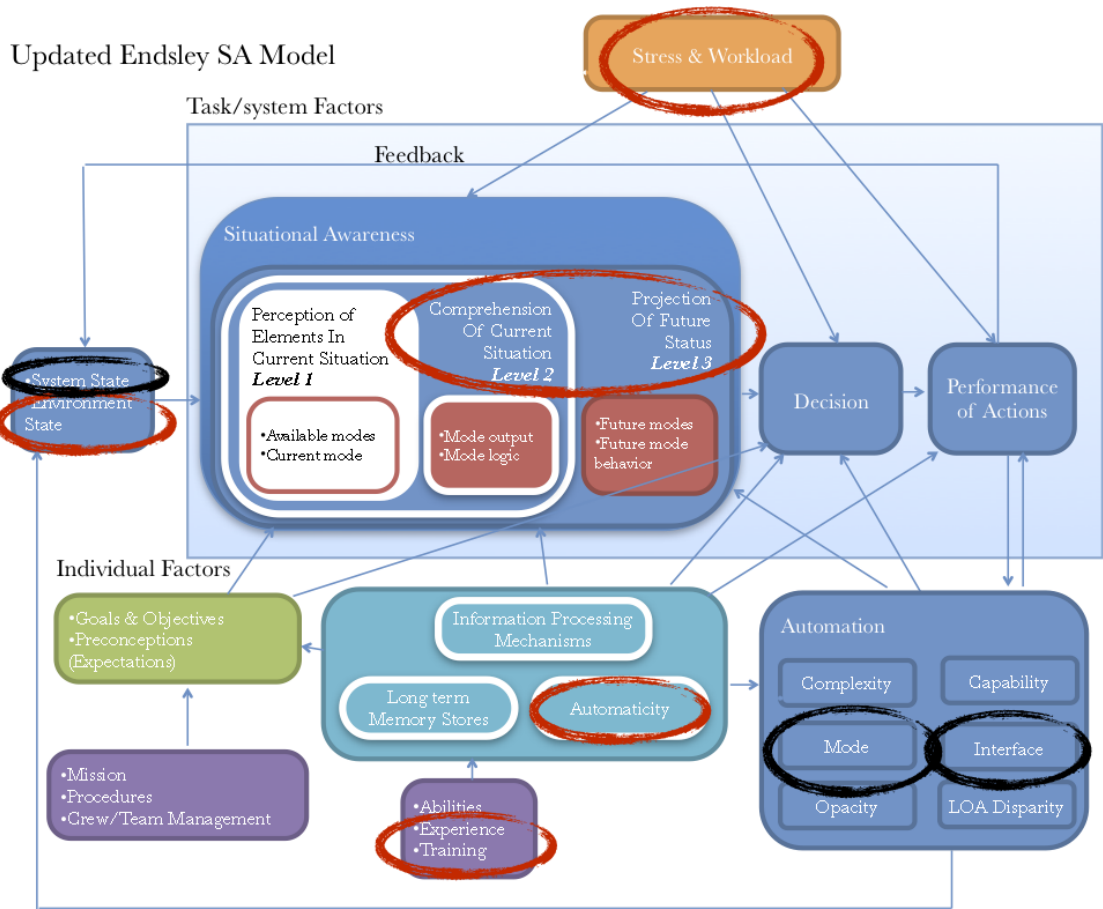 Updated Endsley SA Model
Stress & Workload
Task/system Factors
Feedback
Situational Awareness
Perception of
Elements In
Current Situation
Level 1
Comprehension
Of Current
Situation
Level 2
Projection
Of Future
Status
Level 3
•Available modes
•Current mode
•Mode output
•Mode logic
•Future modes
•Future mode
behavior
•System State
•Environment
State
Decision
Performance
of Actions
Individual Factors
•Goals & Objectives
•Preconceptions
(Expectations)
Information Processing
Mechanisms
Long term
Memory Stores
Automaticity
•Mission
•Procedures
•Crew/Team Management
•Abilities
•Experience
•Training
Automation
Complexity
Capability
Mode
Interface
Opacity
LOA Disparity